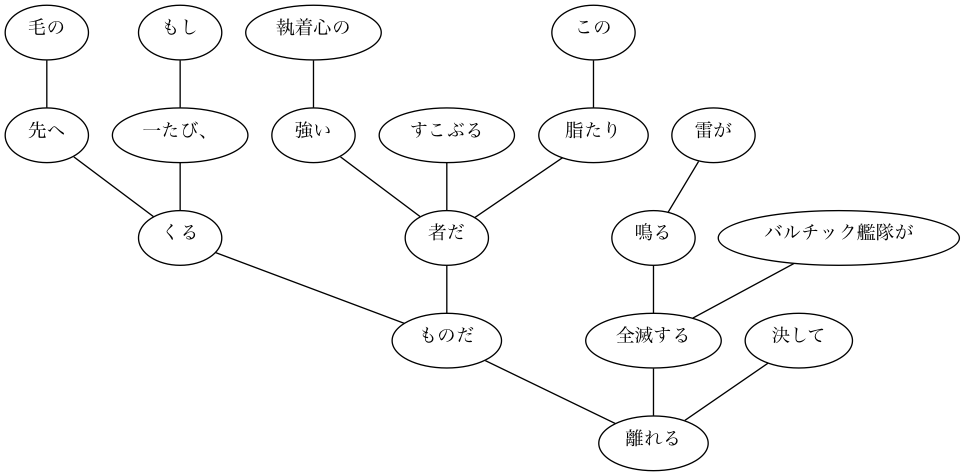 毛の もし 執着心の この
先へ 一たび、 強い すこぶる 脂たり 雷が
くる 者だ 鳴る バルチック艦隊が
ものだ 全滅する 決して
離れる